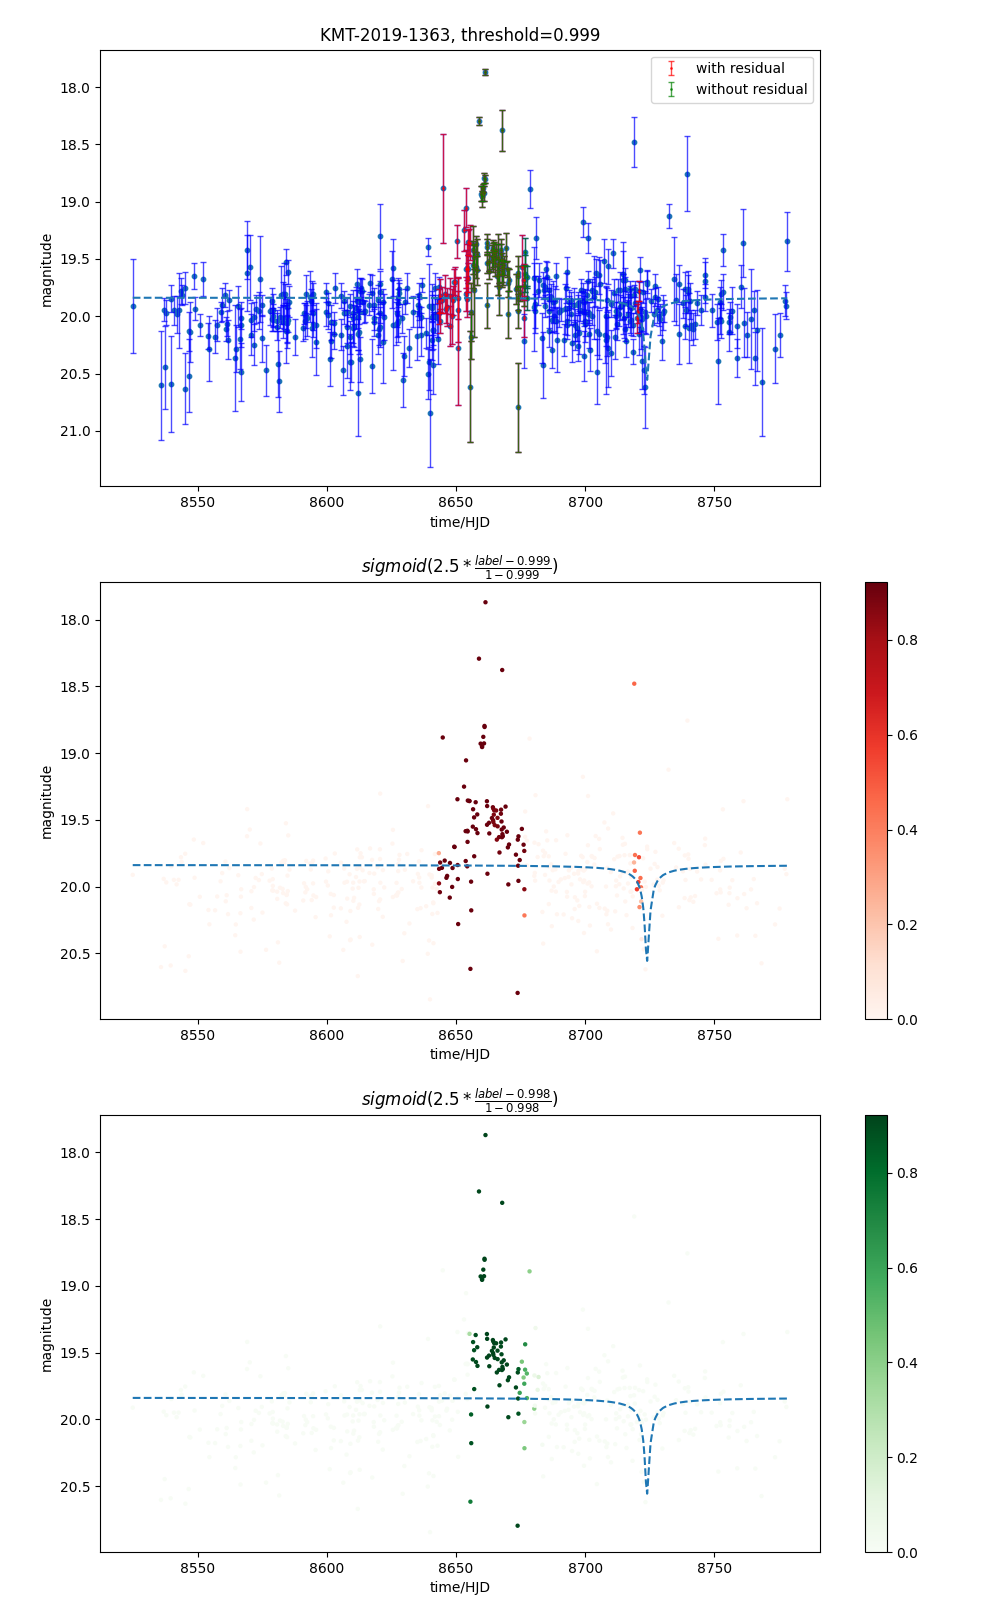 KMT-2019-1363, threshold=0.999
with residual
without residual
magnitude
18.0
18.5
19.0
19.5
20.0
20.5
21.0
8550 8600 8650 8700 8750
time/HJD
sigmoid(2.5 * \frac{label − 0.999}{1 − 0.999})
magnitude
18.0
18.5
19.0
19.5
20.0
20.5
8550 8600 8650 8700 8750
time/HJD
0.8
0.6
0.4
0.2
0.0
sigmoid(2.5 * \frac{label − 0.998}{1 − 0.998})
magnitude
18.0
18.5
19.0
19.5
20.0
20.5
8550 8600 8650 8700 8750
time/HJD
0.8
0.6
0.4
0.2
0.0